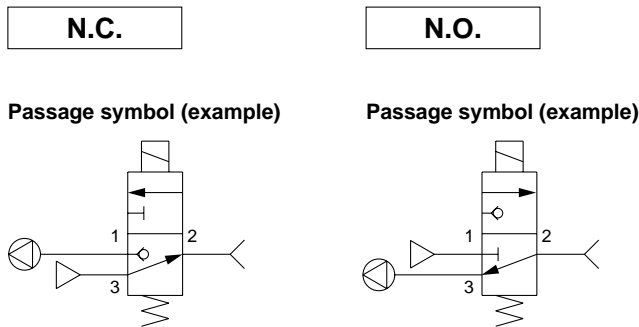 N.C.
N.O.
Passage symbol (example)
Passage symbol (example)
1 2
3
1 2
3